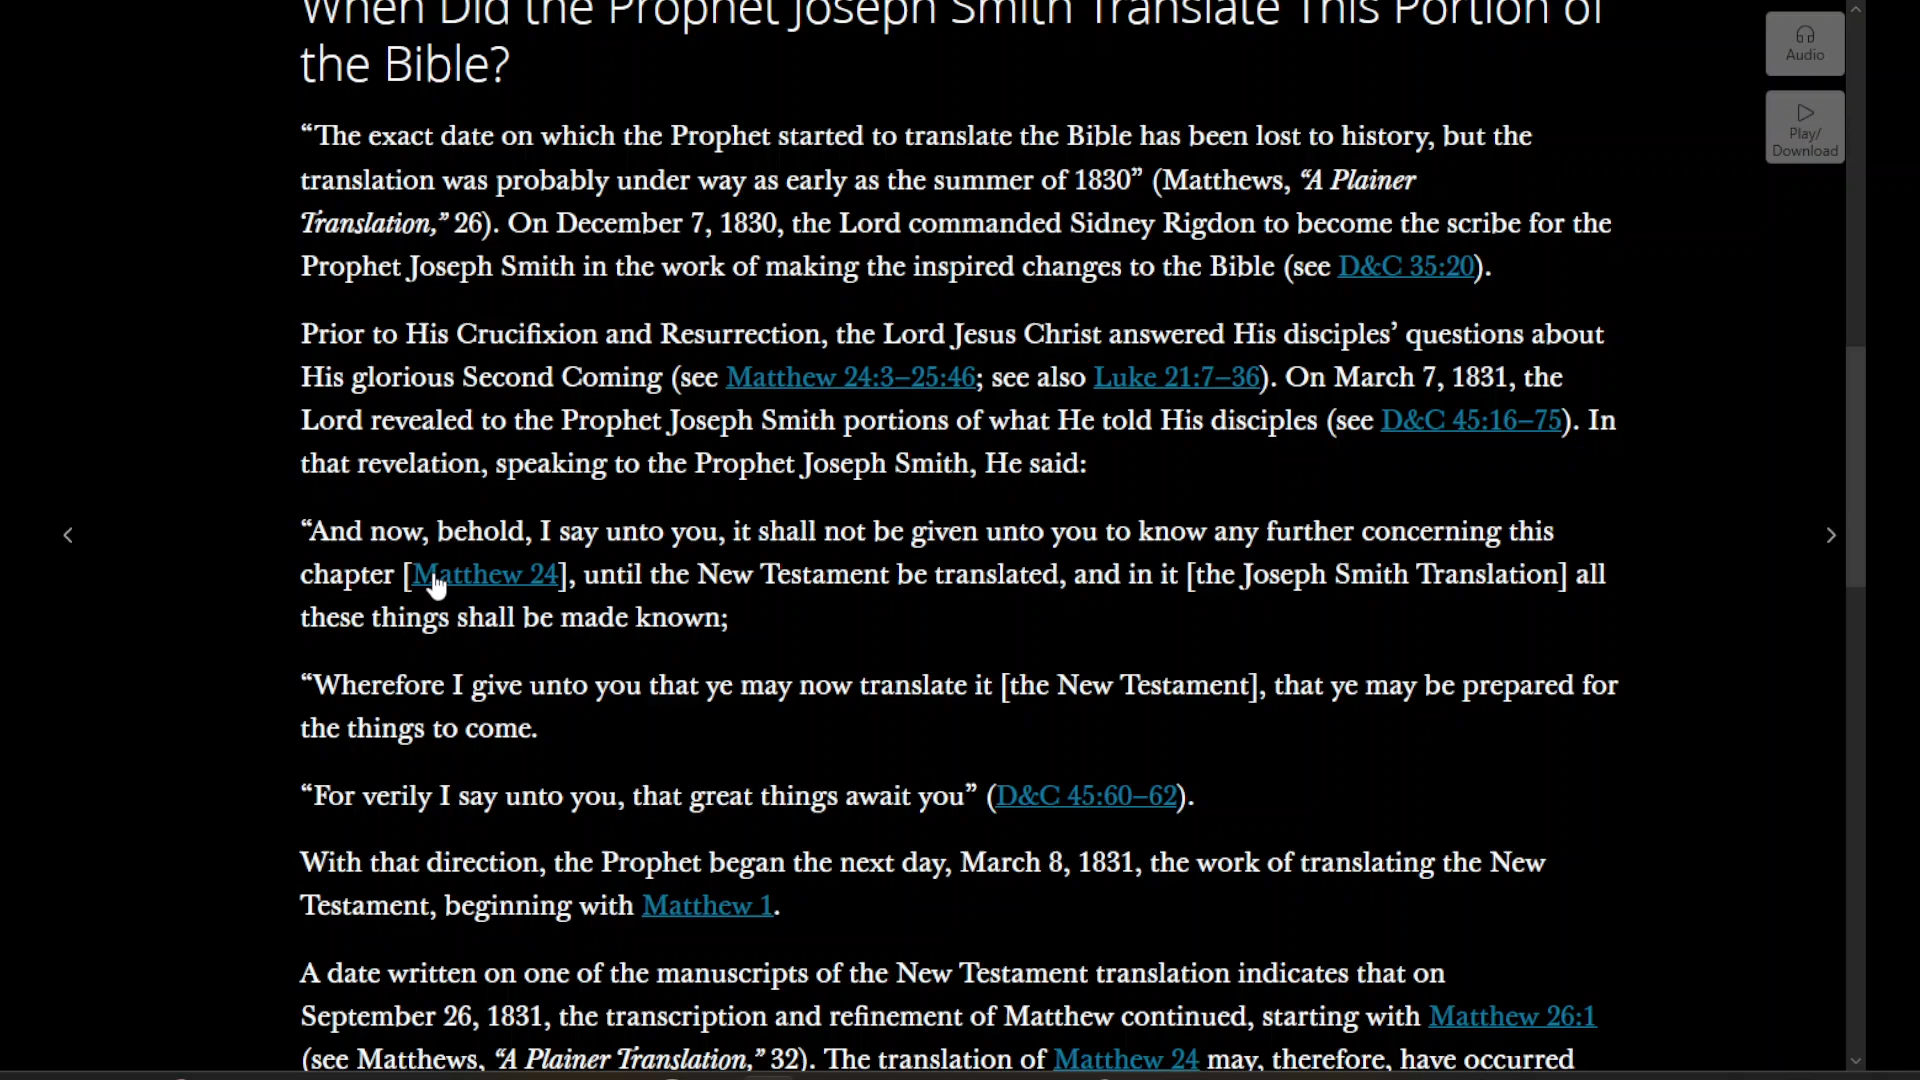 When Did the Prophet Joseph Smith Translate This Portion of
the Bible?
“The exact date on which the Prophet started to translate the Bible has been lost to history, but the
translation was probably under way as early as the summer of 1830” (Matthews, “A Plainer
Translation,” 26). On December 7, 1830, the Lord commanded Sidney Rigdon to become the scribe for the
Prophet Joseph Smith in the work of making the inspired changes to the Bible (see D&C 35:20).
Prior to His Crucifixion and Resurrection, the Lord Jesus Christ answered His disciples’ questions about
His glorious Second Coming (see Matthew 24:3–25:46; see also Luke 21:7–36). On March 7, 1831, the
Lord revealed to the Prophet Joseph Smith portions of what He told His disciples (see D&C 45:16–75). In
that revelation, speaking to the Prophet Joseph Smith, He said:
“And now, behold, I say unto you, it shall not be given unto you to know any further concerning this
chapter [Matthew 24], until the New Testament be translated, and in it [the Joseph Smith Translation] all
these things shall be made known;
“Wherefore I give unto you that ye may now translate it [the New Testament], that ye may be prepared for
the things to come.
“For verily I say unto you, that great things await you” (D&C 45:60–62).
With that direction, the Prophet began the next day, March 8, 1831, the work of translating the New
Testament, beginning with Matthew 1.
A date written on one of the manuscripts of the New Testament translation indicates that on
September 26, 1831, the transcription and refinement of Matthew continued, starting with Matthew 26:1
(see Matthews, “A Plainer Translation,” 32). The translation of Matthew 24 may, therefore, have occurred
Audio
Play/
Download